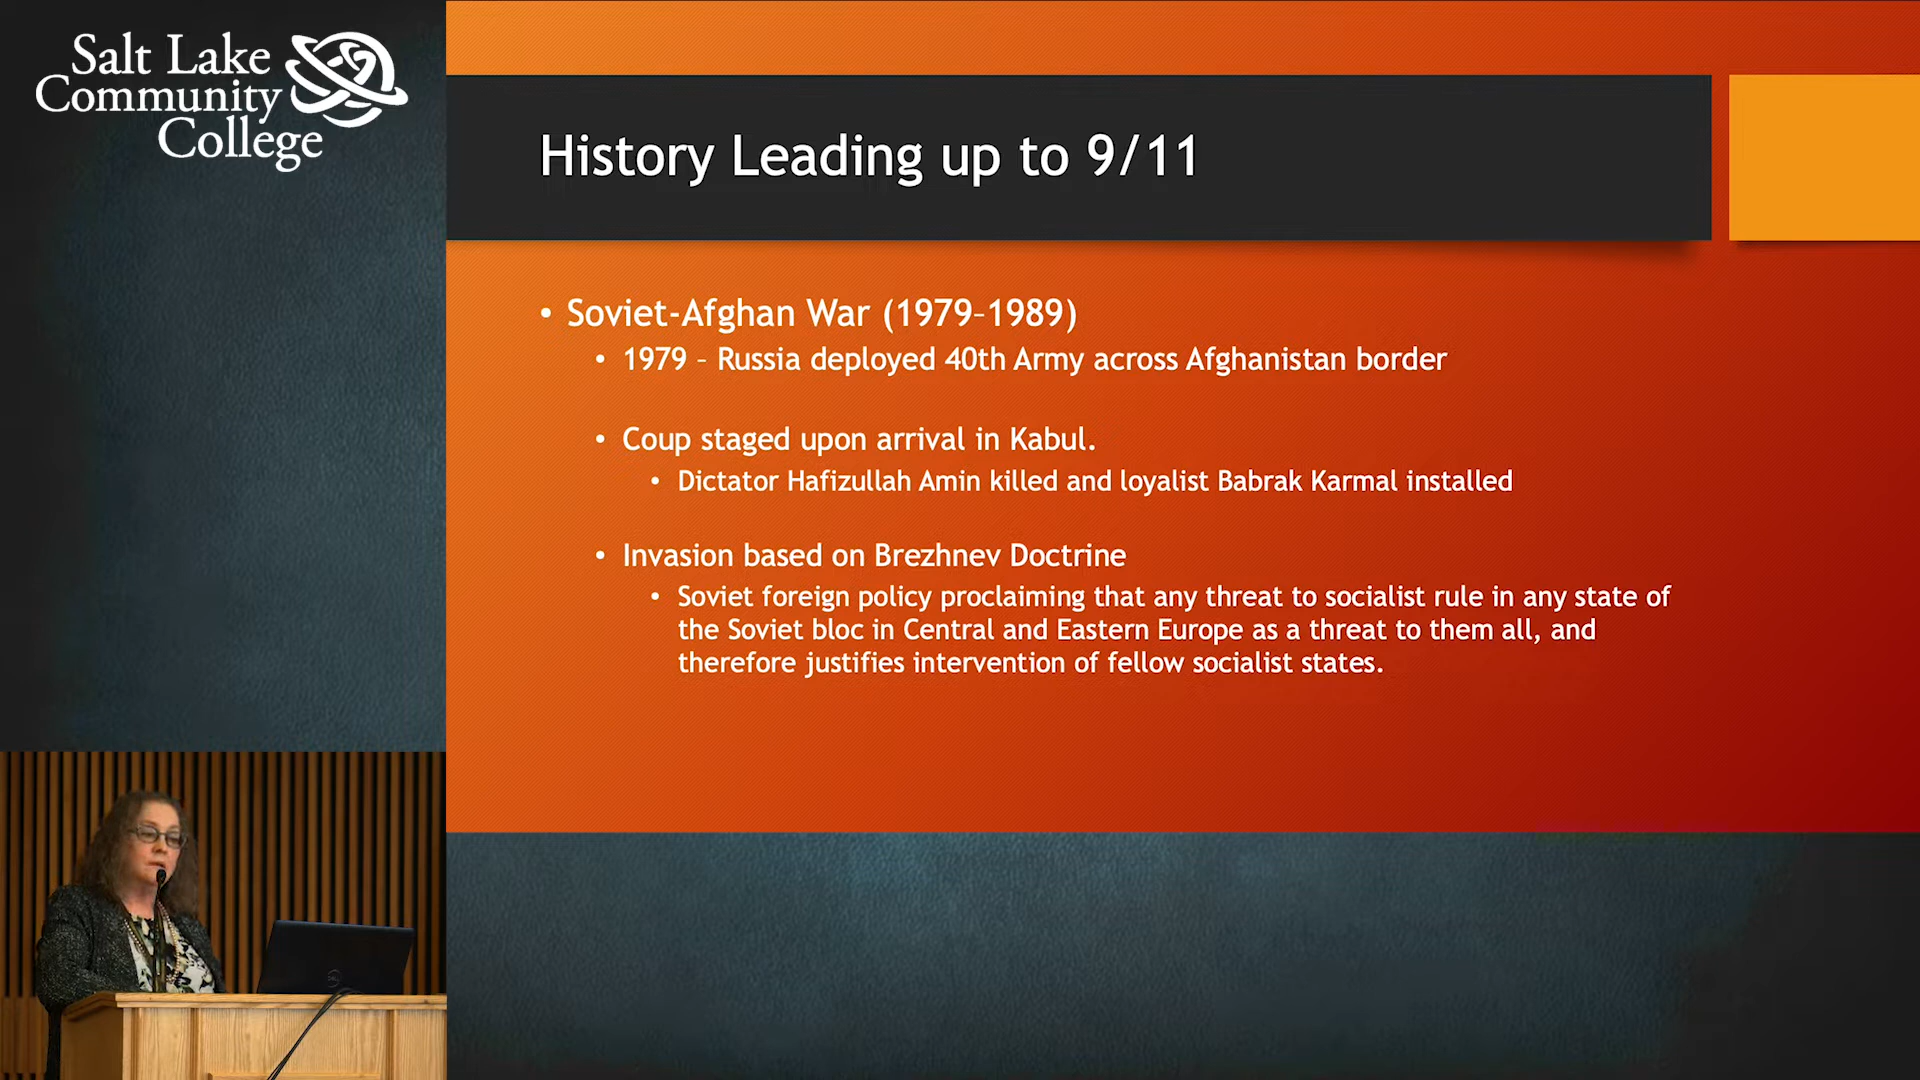 Salt Lake
Community
College
History Leading up to 9/11
• Soviet-Afghan War (1979–1989)
• 1979 – Russia deployed 40th Army across Afghanistan border
• Coup staged upon arrival in Kabul.
• Dictator Hafizullah Amin killed and loyalist Babrak Karmal installed
• Invasion based on Brezhnev Doctrine
• Soviet foreign policy proclaiming that any threat to socialist rule in any state of
the Soviet bloc in Central and Eastern Europe as a threat to them all, and
therefore justifies intervention of fellow socialist states.